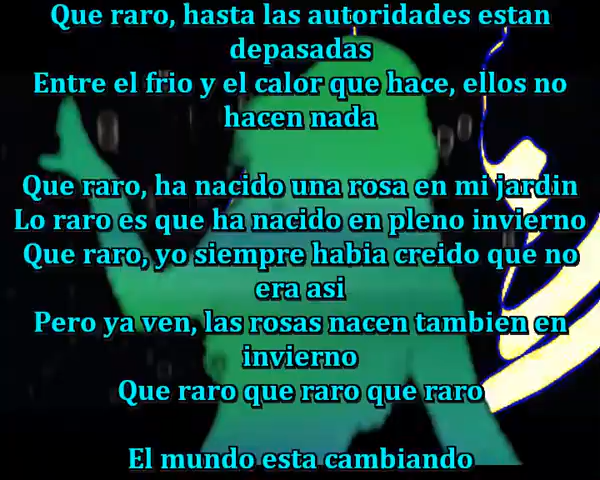 Que raro, hasta las autoridades estan
depasadas
Entre el frio y el calor que hace, ellos no
hacen nada
Que raro, ha nacido una rosa en mi jardin
Lo raro es que ha nacido en pleno invierno
Que raro, yo siempre habia creido que no
era asi
Pero ya ven, las rosas nacen tambien en
invierno
Que raro que raro que raro
El mundo esta cambiando